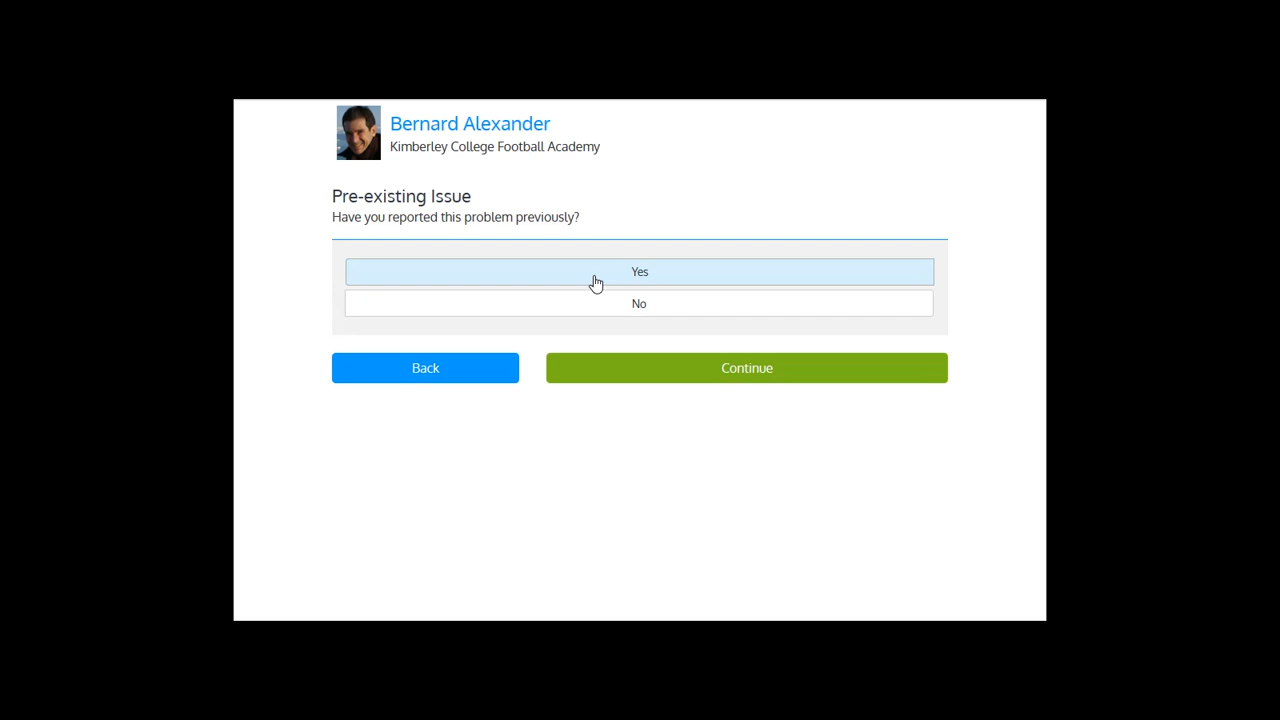 Bernard Alexander
Kimberley College Football Academy
Pre-existing Issue
Have you reported this problem previously?
Yes
No
Back
Continue